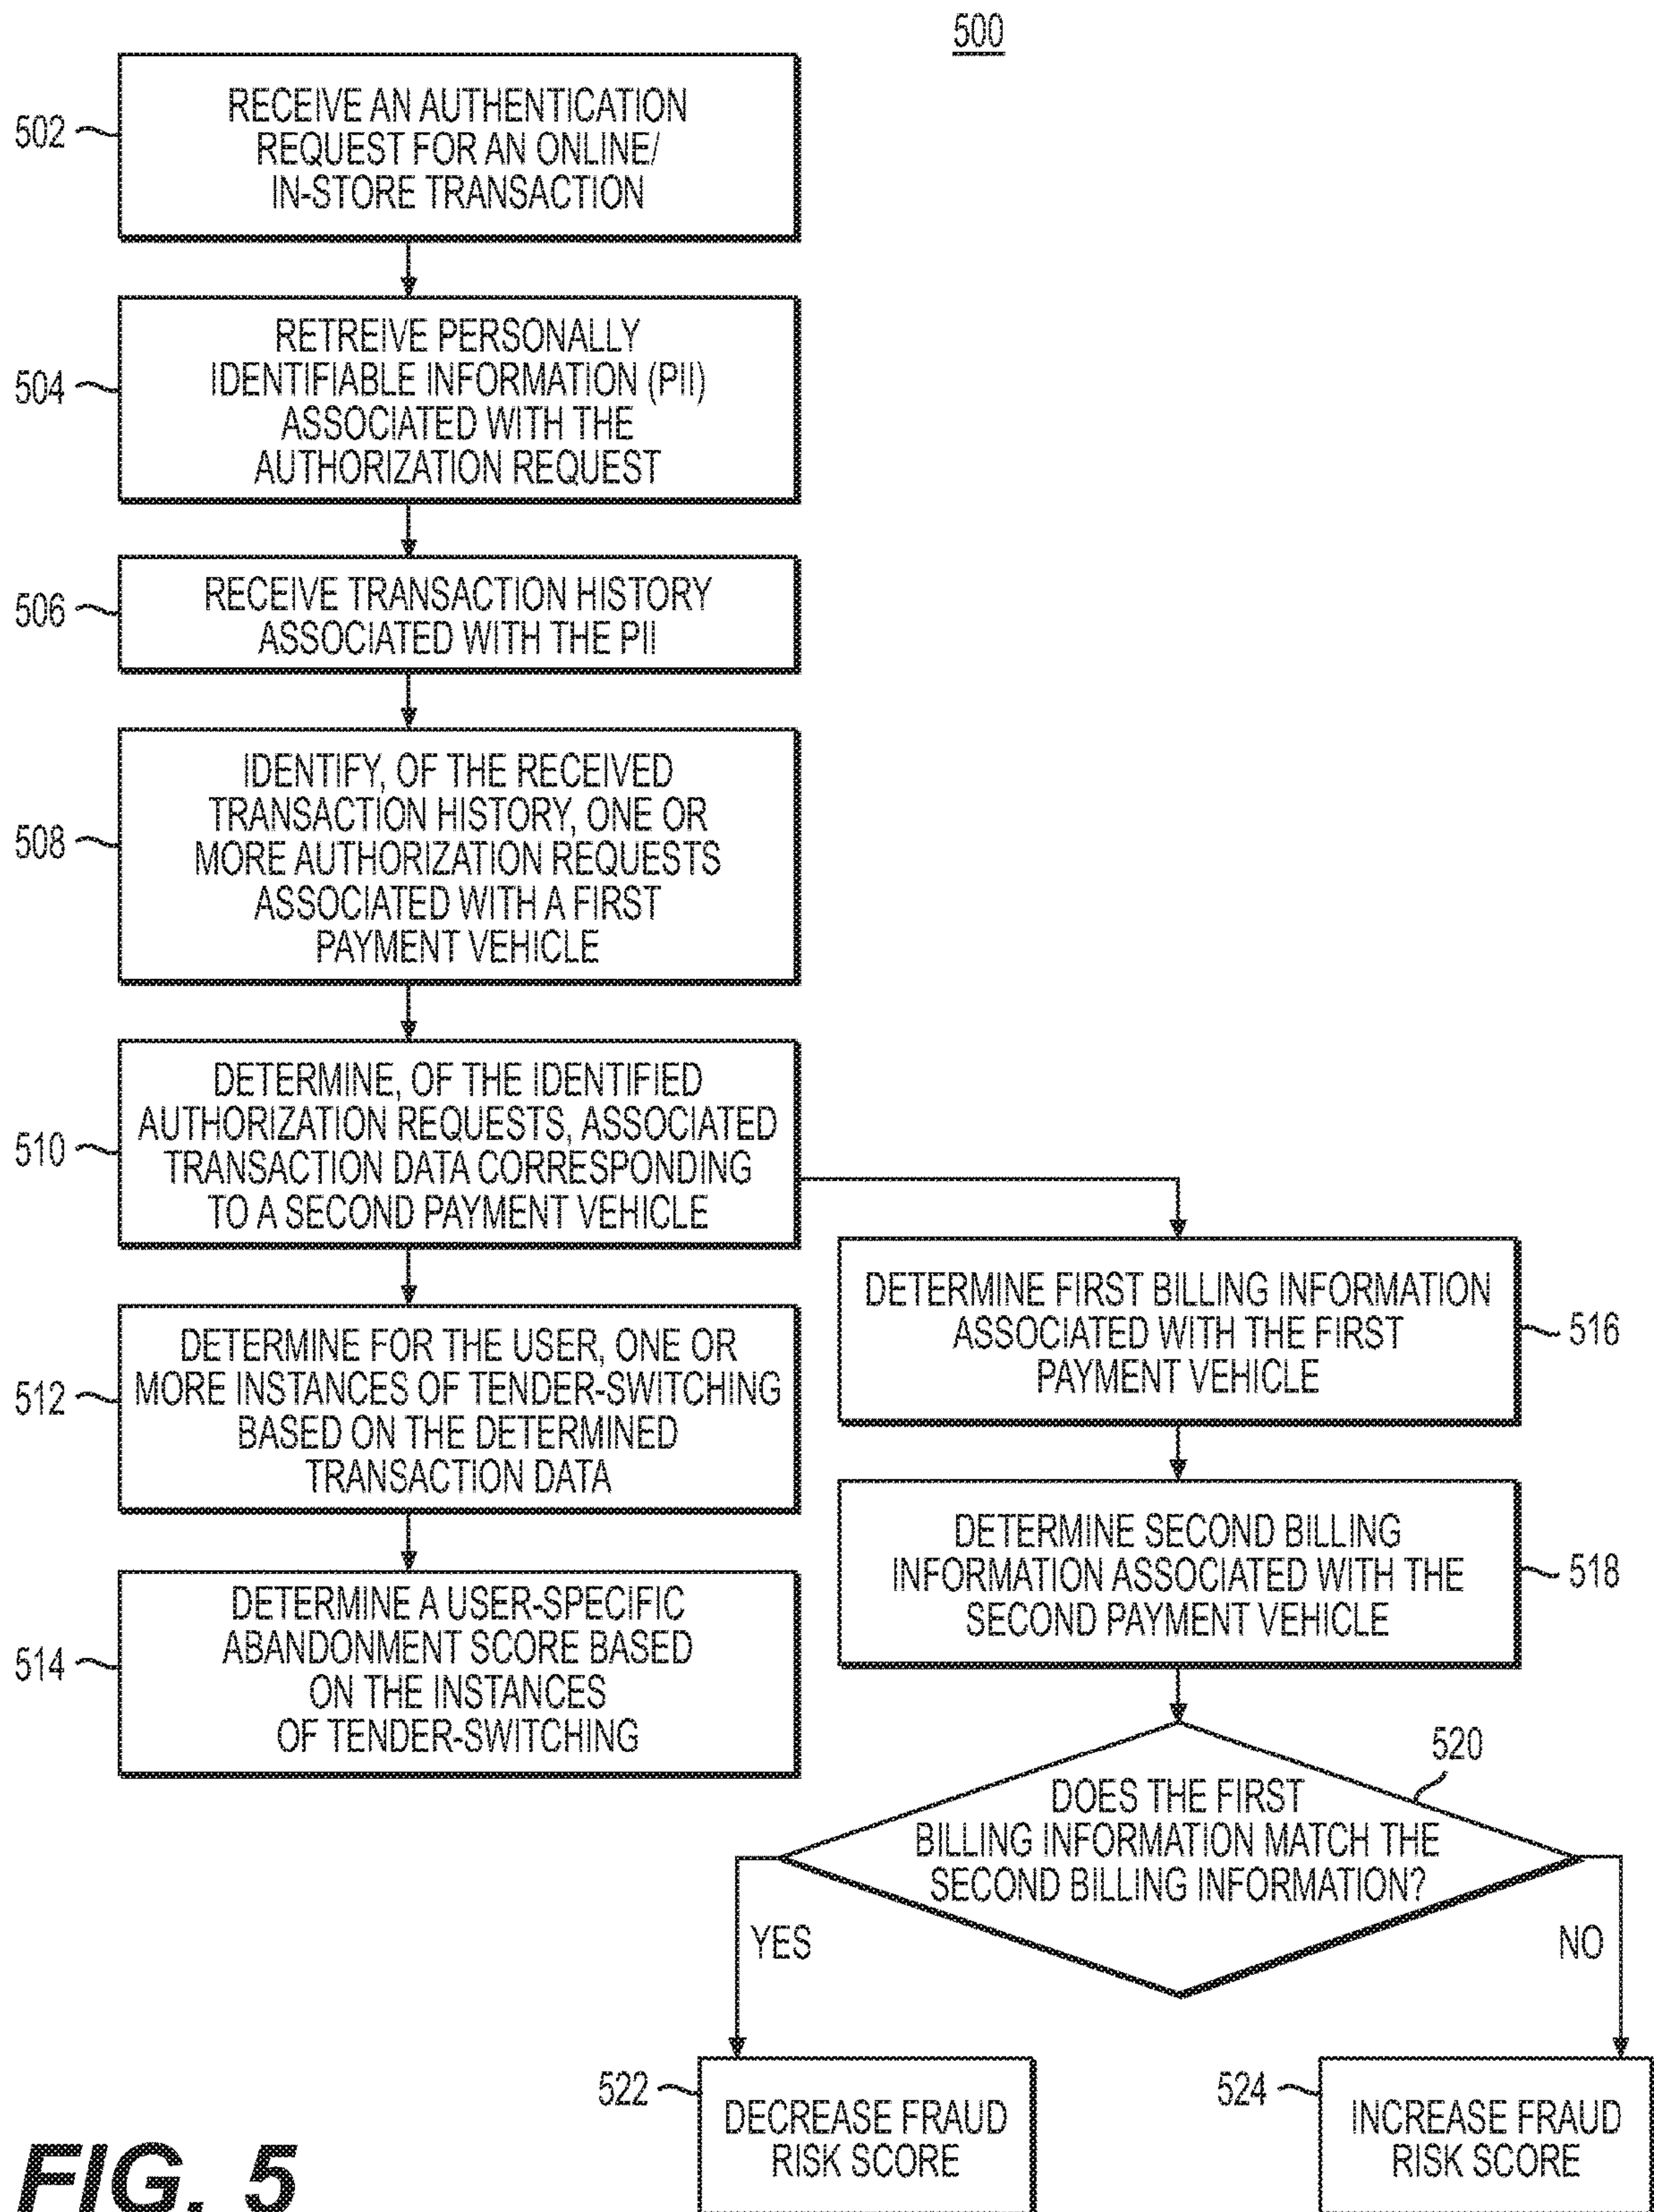 500
502
RECEIVE AN AUTHENTICATION
REQUEST FOR AN ONLINE/
IN-STORE TRANSACTION
504
RETREIVE PERSONALLY
IDENTIFIABLE INFORMATION (PII)
ASSOCIATED WITH THE
AUTHORIZATION REQUEST
506
RECEIVE TRANSACTION HISTORY
ASSOCIATED WITH THE PII
508
IDENTIFY, OF THE RECEIVED
TRANSACTION HISTORY, ONE OR
MORE AUTHORIZATION REQUESTS
ASSOCIATED WITH A FIRST
PAYMENT VEHICLE
510
DETERMINE, OF THE IDENTIFIED
AUTHORIZATION REQUESTS, ASSOCIATED
TRANSACTION DATA CORRESPONDING
TO A SECOND PAYMENT VEHICLE
512
DETERMINE FOR THE USER, ONE OR
MORE INSTANCES OF TENDER-SWITCHING
BASED ON THE DETERMINED
TRANSACTION DATA
514
DETERMINE A USER-SPECIFIC
ABANDONMENT SCORE BASED
ON THE INSTANCES
OF TENDER-SWITCHING
DETERMINE FIRST BILLING INFORMATION
ASSOCIATED WITH THE FIRST
PAYMENT VEHICLE
516
DETERMINE SECOND BILLING
INFORMATION ASSOCIATED WITH THE
SECOND PAYMENT VEHICLE
518
520
DOES THE FIRST
BILLING INFORMATION MATCH THE
SECOND BILLING INFORMATION?
YES
NO
522
DECREASE FRAUD
RISK SCORE
524
INCREASE FRAUD
RISK SCORE
FIG. 5